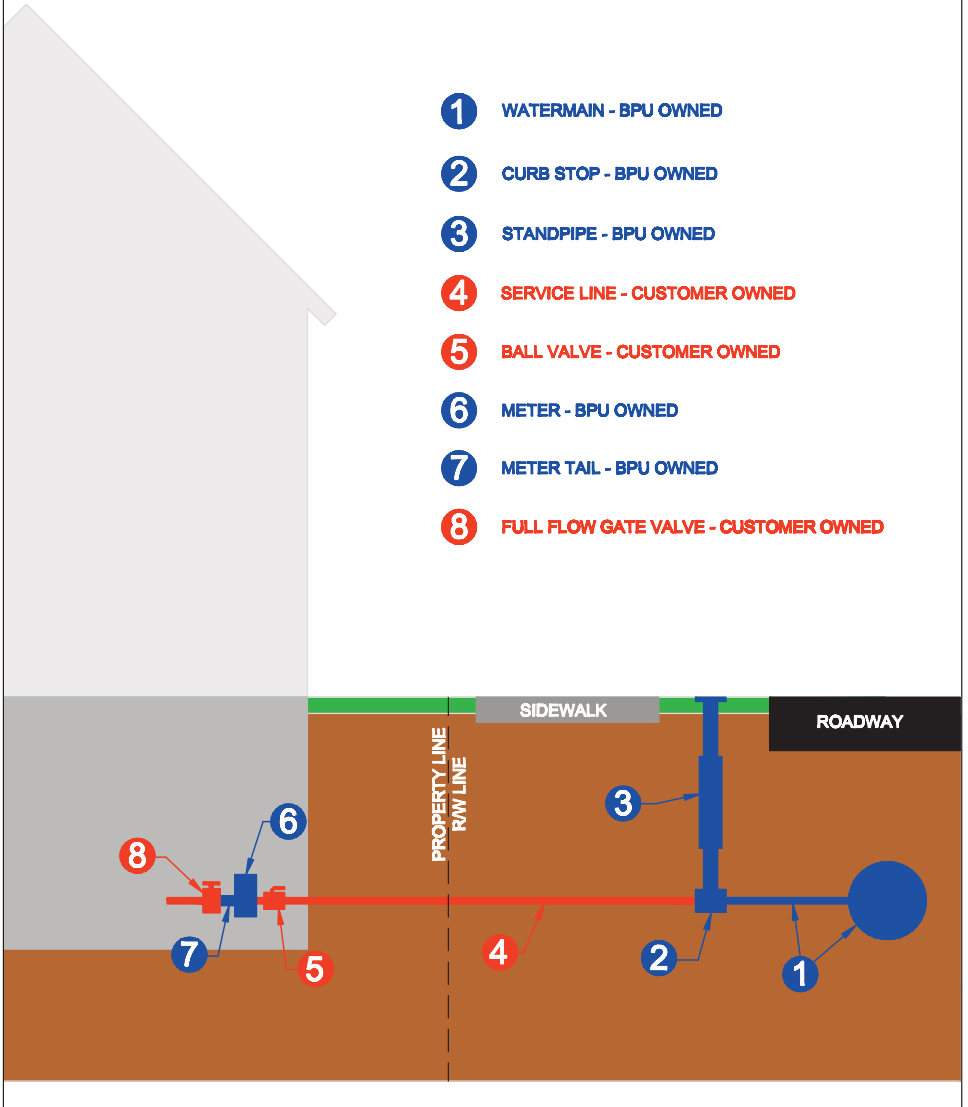 1 WATERMAIN - BPU OWNED
2 CURB STOP - BPU OWNED
3 STANDPIPE - BPU OWNED
4 SERVICE LINE - CUSTOMER OWNED
5 BALL VALVE - CUSTOMER OWNED
6 METER - BPU OWNED
7 METER TAIL - BPU OWNED
8 FULL FLOW GATE VALVE - CUSTOMER OWNED
SIDEWALK
ROADWAY
PROPERTY LINE
R/W LINE
3
6
8
7
5
4
2
1